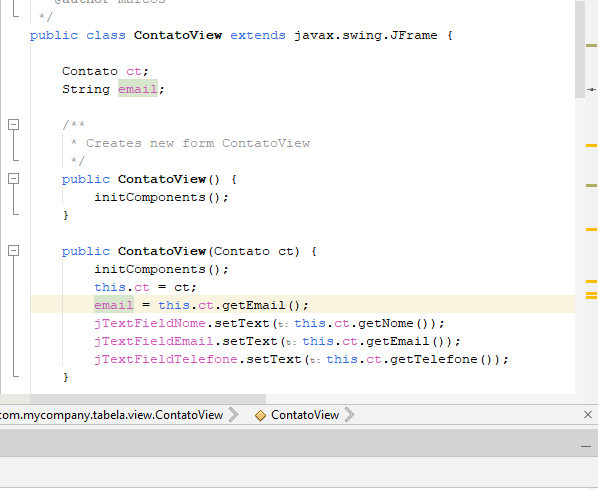 @author marcos
*/
public class ContatoView extends javax.swing.JFrame {
Contato ct;
String email;
/**
* Creates new form ContatoView
*/
public ContatoView() {
initComponents();
}
public ContatoView(Contato ct) {
initComponents();
this.ct = ct;
email = this.ct.getEmail();
jTextFieldNome.setText(t: this.ct.getNome());
jTextFieldEmail.setText(t: this.ct.getEmail());
jTextFieldTelefone.setText(t: this.ct.getTelefone());
}
com.mycompany.tabela.view.ContatoView ContatoView